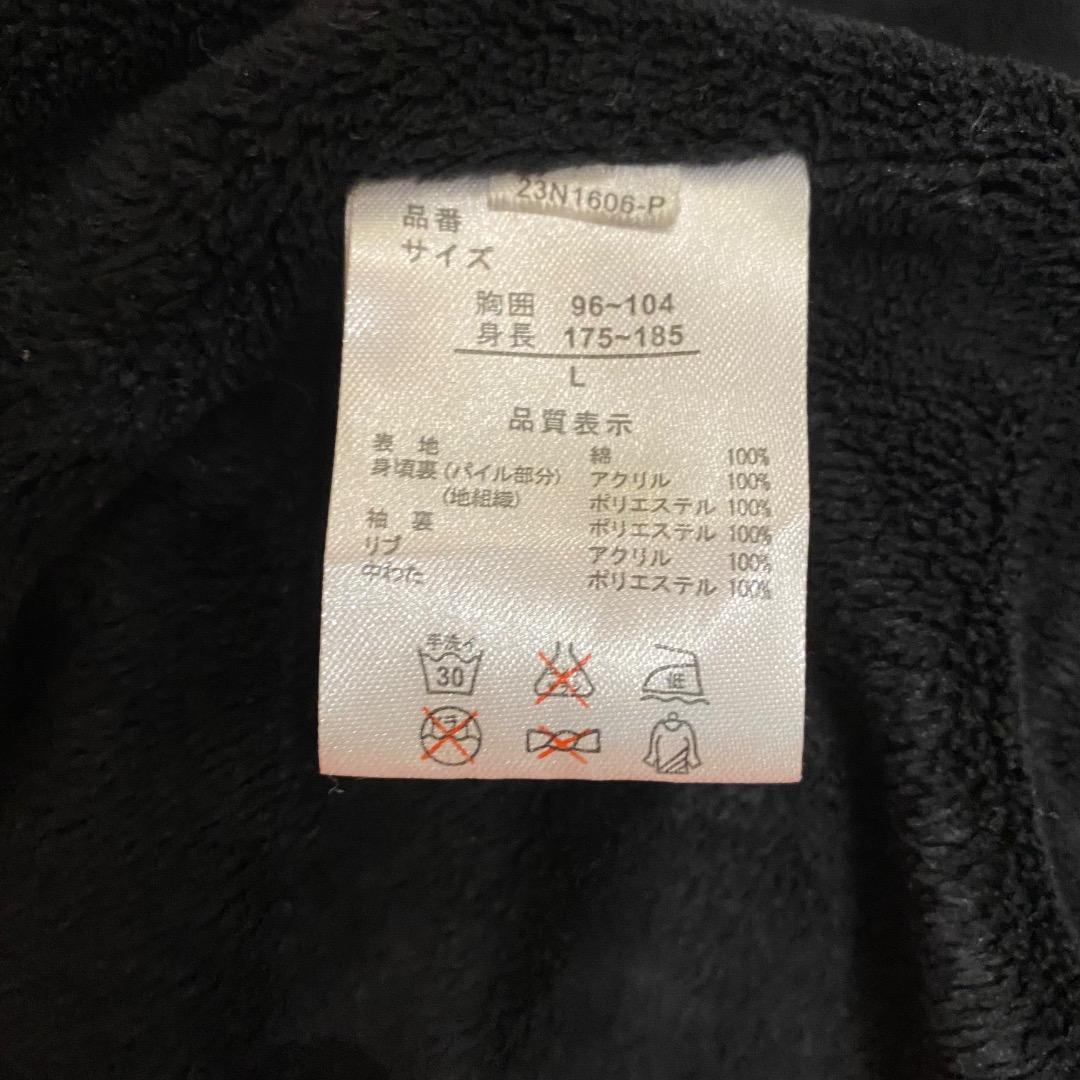 23N1606-P
品番
サイズ
胸囲 96~104
身長 175~185
L
品質表示
表 地 綿 100%
身頃裏 (パイル部分) アクリル 100%
(地組織) ポリエステル 100%
袖 裏 ポリエステル 100%
リブ アクリル 100%
中わた ポリエステル 100%
手洗イ
30
低